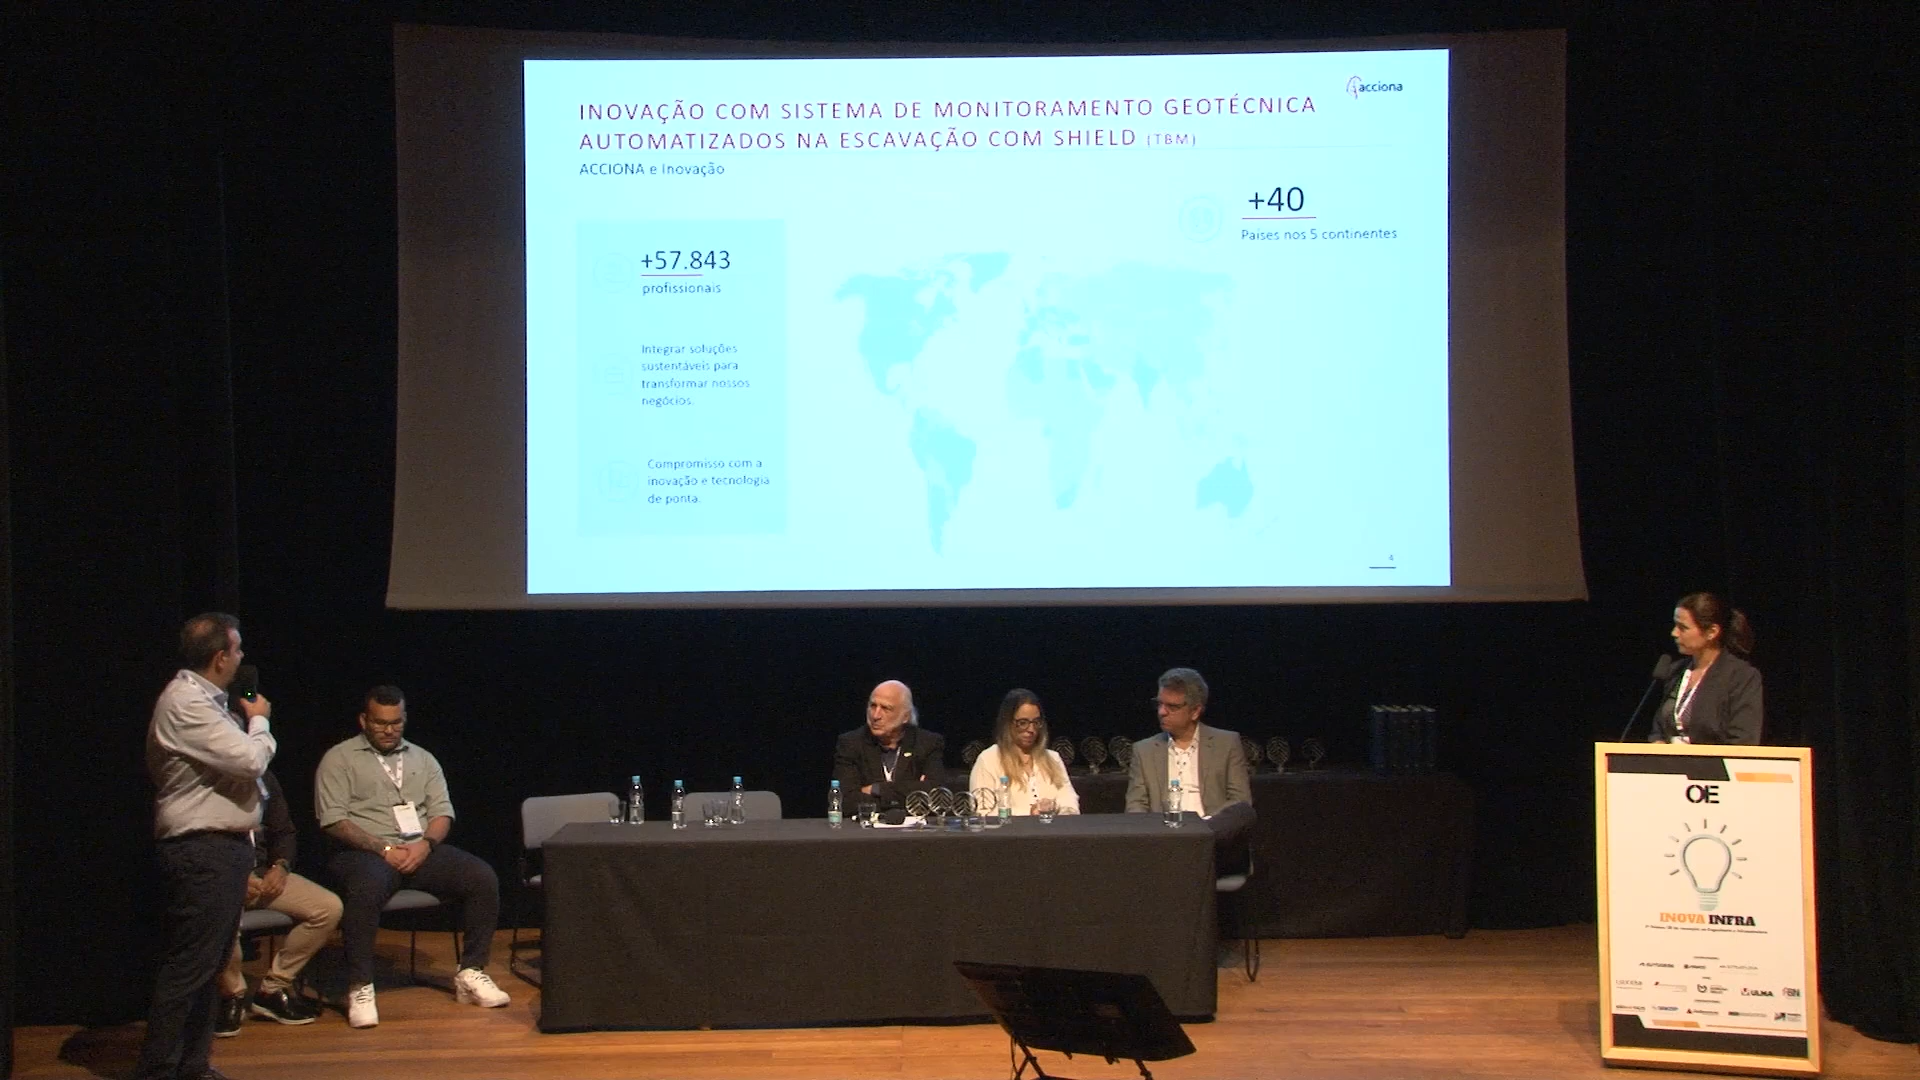 acciona
INOVAÇÃO COM SISTEMA DE MONITORAMENTO GEOTÉCNICA
AUTOMATIZADOS NA ESCAVAÇÃO COM SHIELD (TBM)
ACCIONA e Inovação
+40
Países nos 5 continentes
+57.843
profissionais
Integrar soluções
sustentáveis para
transformar nossos
negócios.
Compromisso com a
inovação e tecnologia
de ponta.
4
OE
INOVA INFRA
ULMA